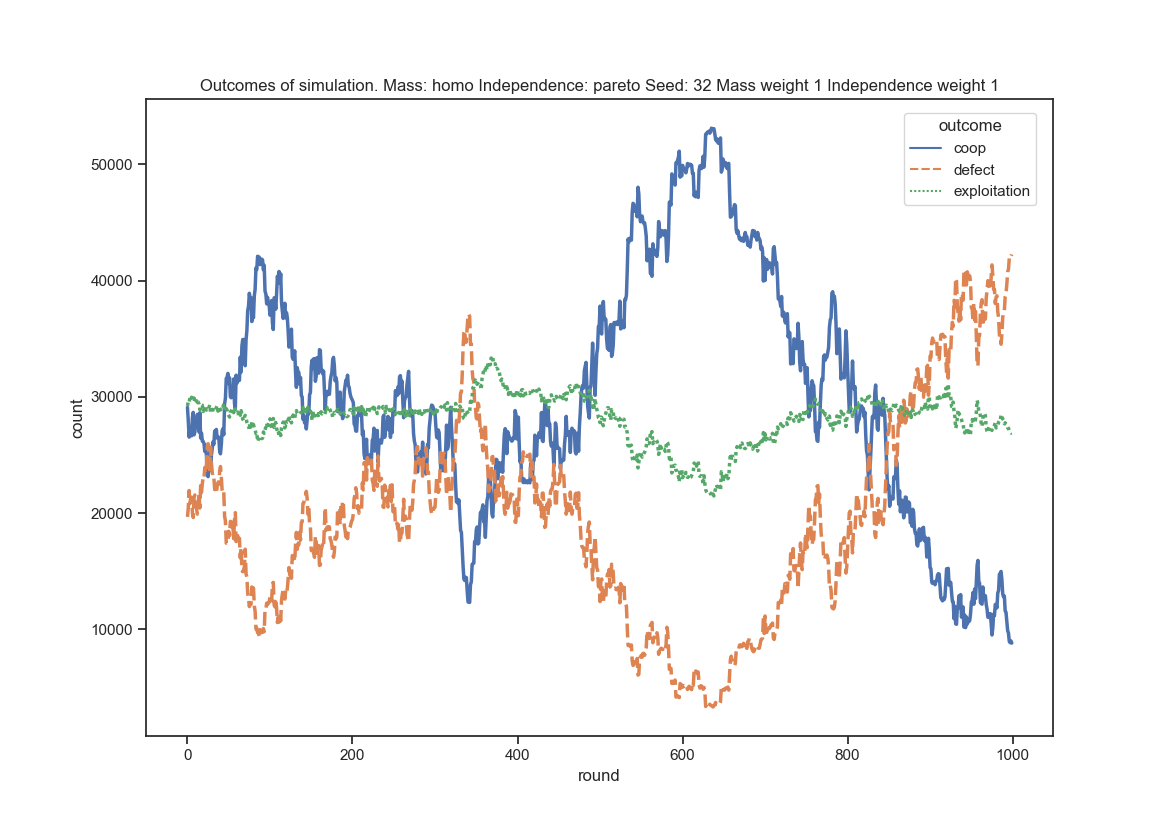 Outcomes of simulation. Mass: homo Independence: pareto Seed: 32 Mass weight 1 Independence weight 1
outcome
coop
defect
exploitation
50000
40000
30000
20000
10000
count
0 200 400 600 800 1000
round